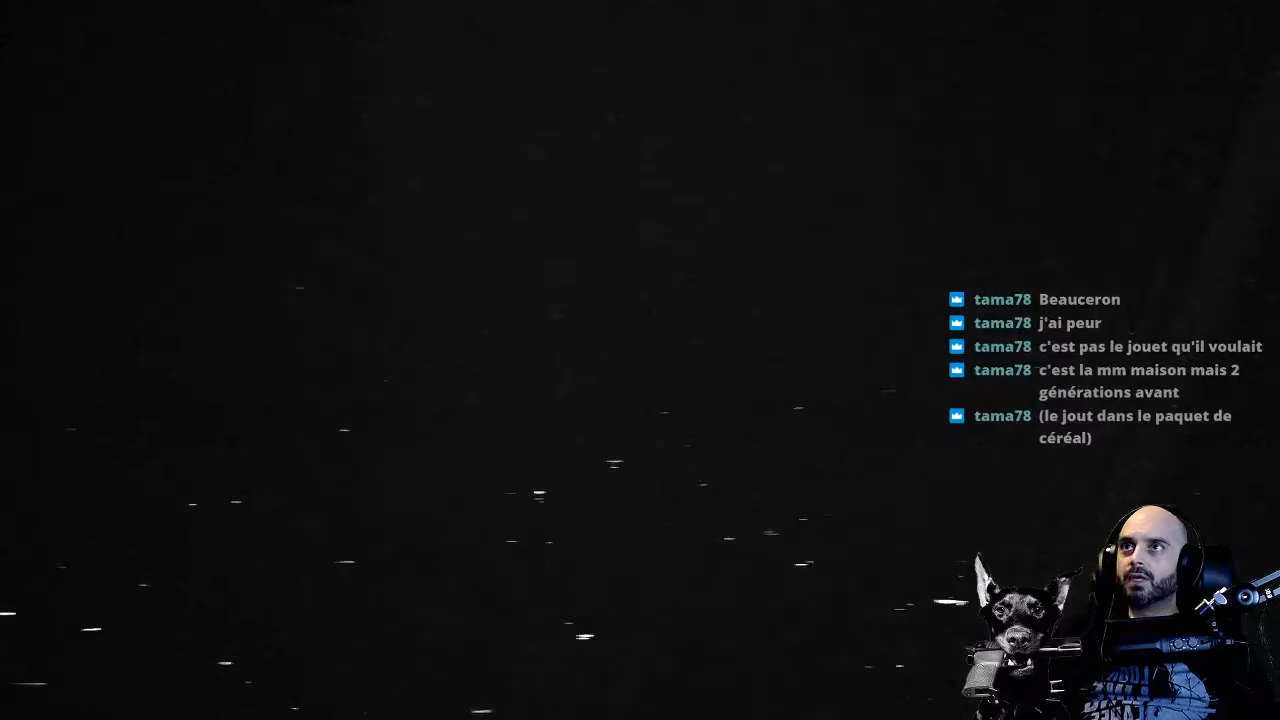 tama78 Beauceron
tama78 j'ai peur
tama78 c'est pas le jouet qu'il voulait
tama78 c'est la mm maison mais 2
générations avant
tama78 (le jout dans le paquet de
céréal)